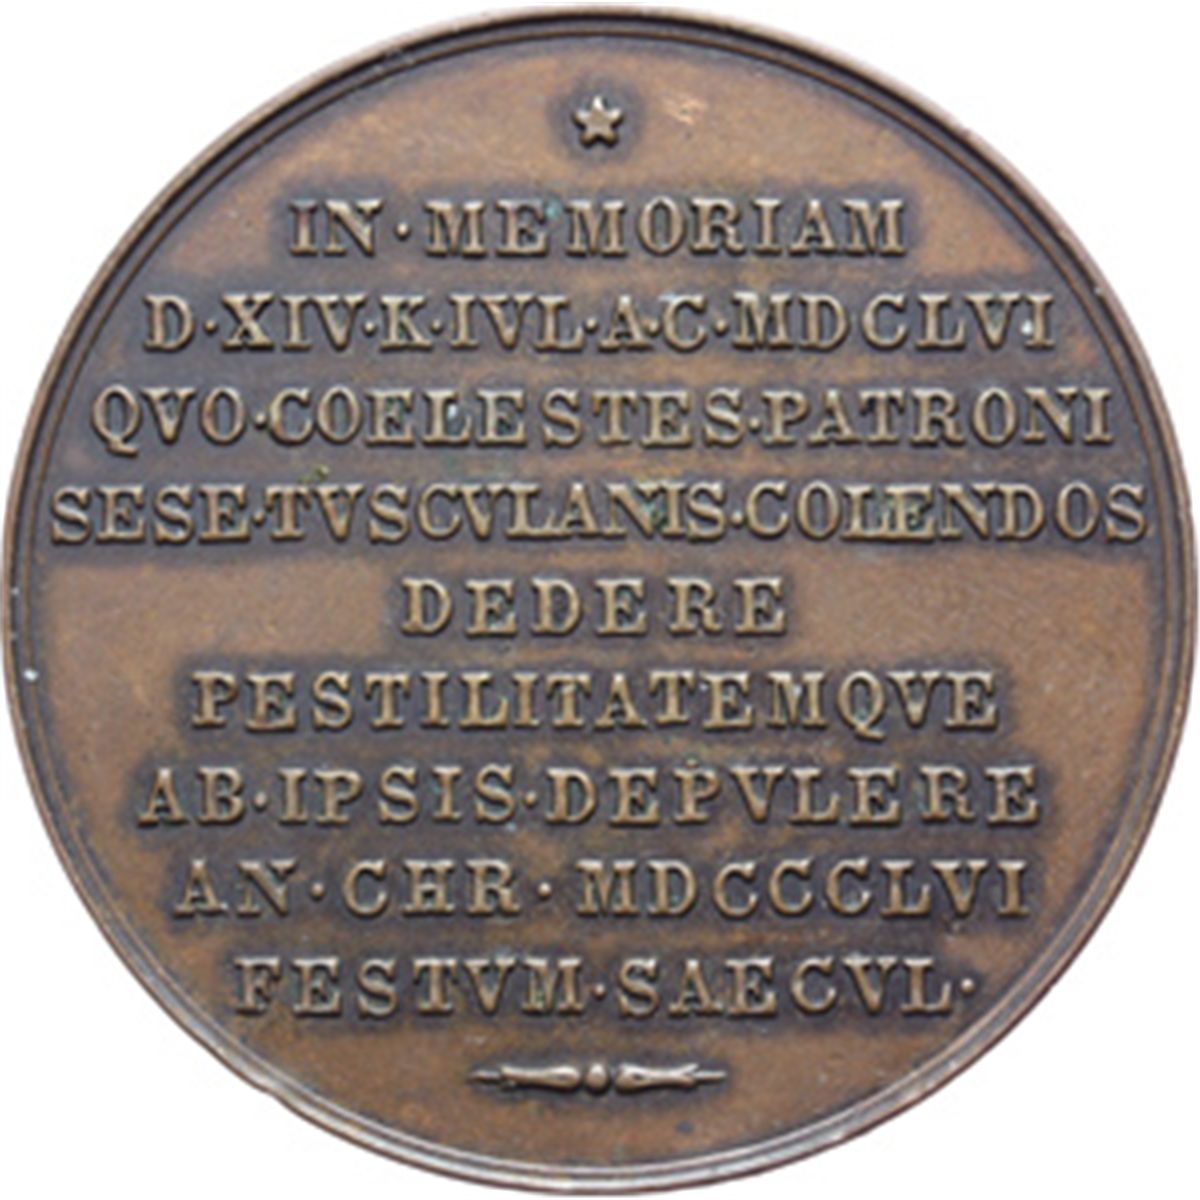 IN·MEMORIAM
D·XIV·K·IVL·A·C·MDCLVI
QVO·COELESTES·PATRONI
SESE·TVSCVLANIS·COLENDOS
DEDERE
PESTILITATEMQVE
AB·IPSIS·DEPVLERE
AN·CHR·MDCCCLVI
FESTVM·SAECVL·